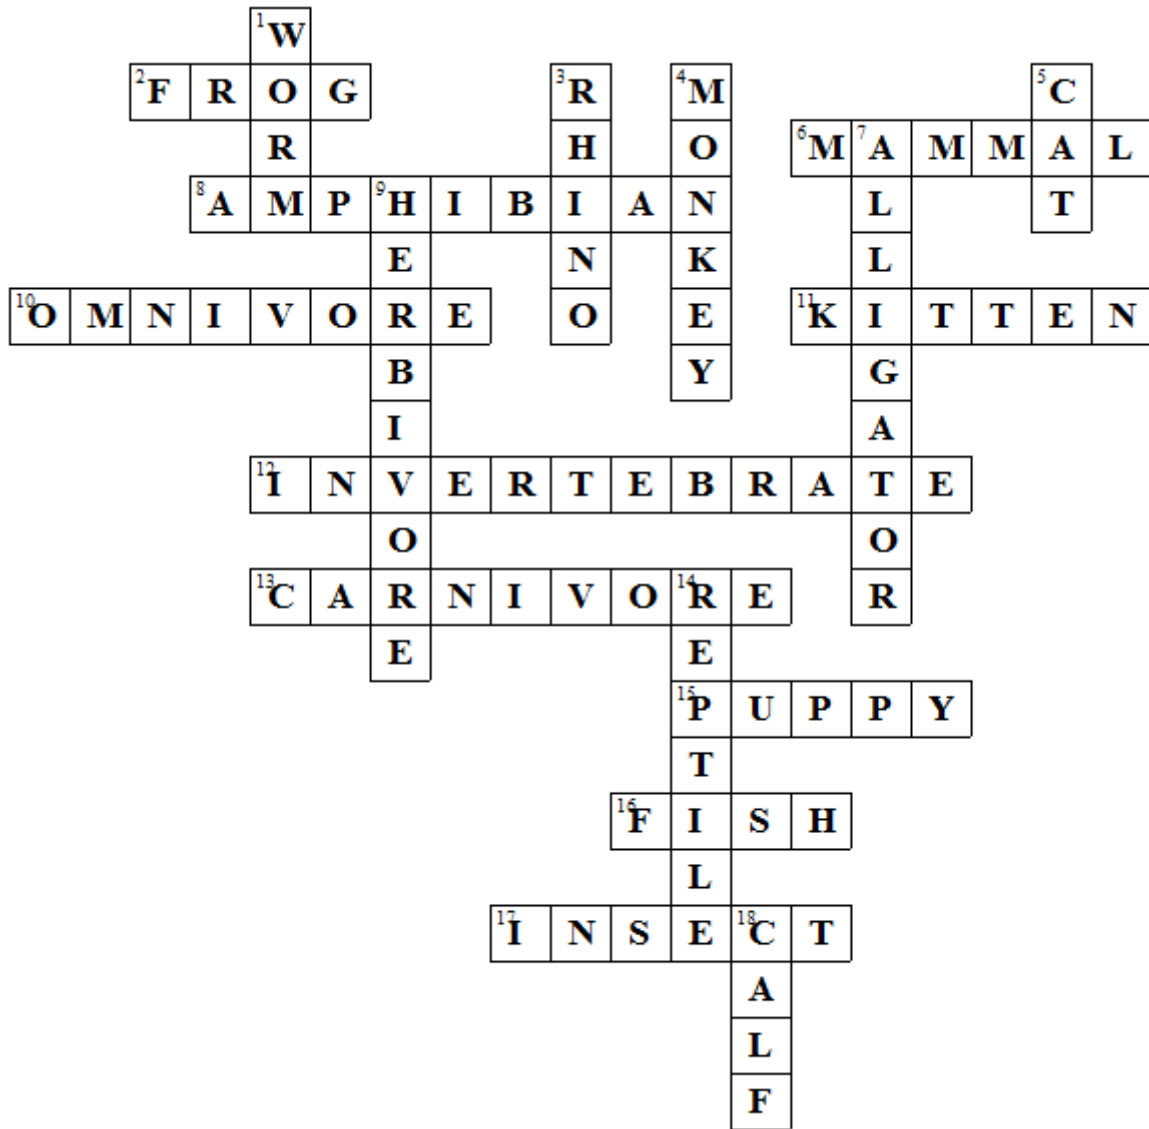 1 W
2 F R O G 3 R 4 M 5 C
R H O 6 M 7 A M M A L
8 A M P 9 H I B I A N L T
E N K L
10 O M N I V O R E O E 11 K I T T E N
B Y G
I A
12 I N V E R T E B R A T E
O O
13 C A R N I V O 14 R E R
E E
15 P U P P Y
T
16 F I S H
L
17 I N S E 18 C T
A
L
F